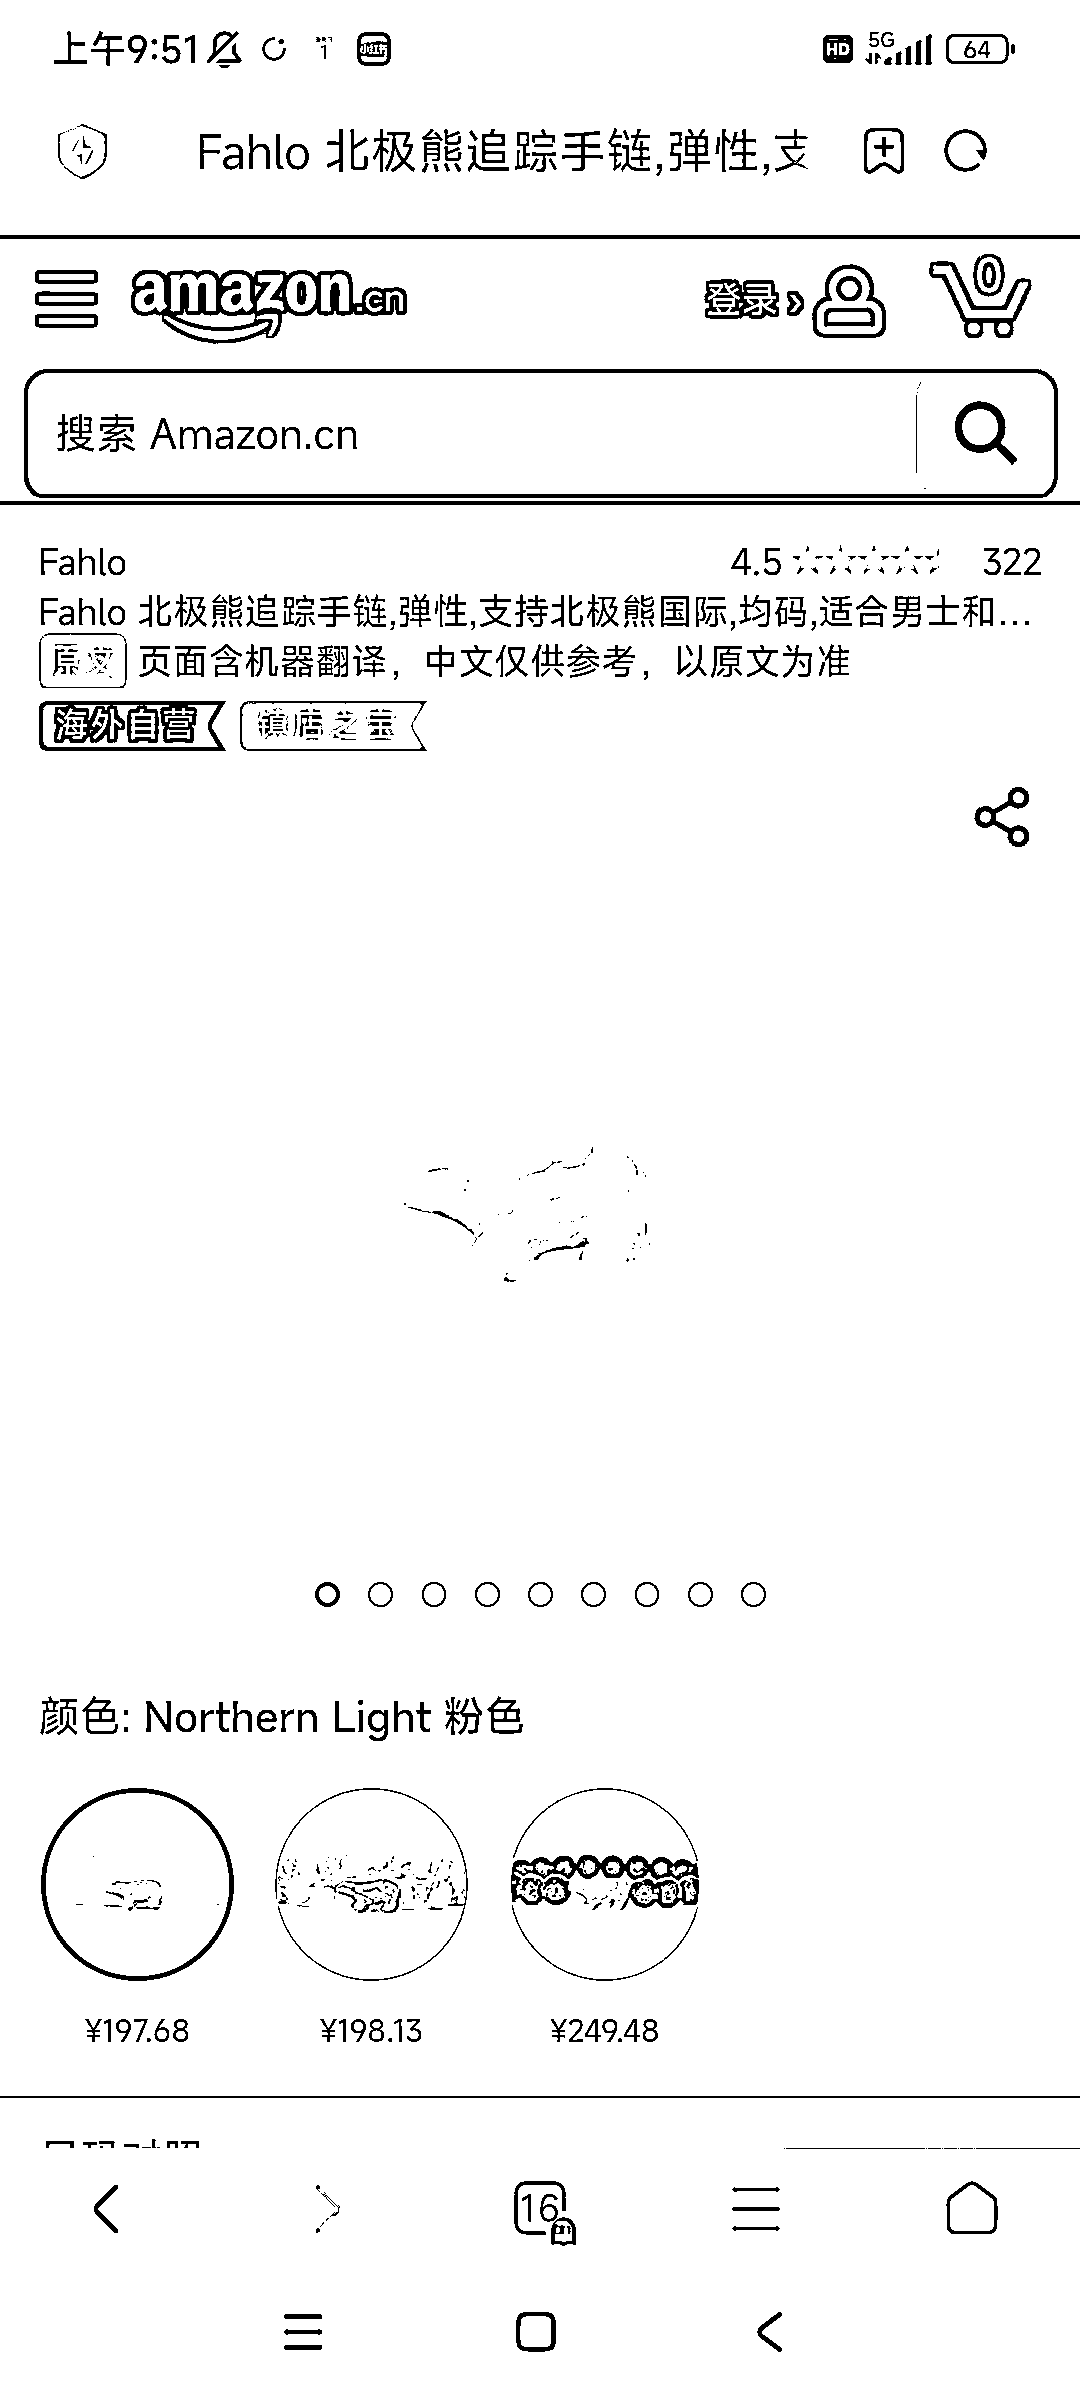 上午9:51
HD 5G 64
Fahlo 北极熊追踪手链,弹性,支
amazon.cn
登录 ›
0
搜索 Amazon.cn
Fahlo
4.5 322
Fahlo 北极熊追踪手链,弹性,支持北极熊国际,均码,适合男士和...
原文 页面含机器翻译，中文仅供参考，以原文为准
海外自营 镇店之宝
颜色: Northern Light 粉色
¥197.68 ¥198.13 ¥249.48
16